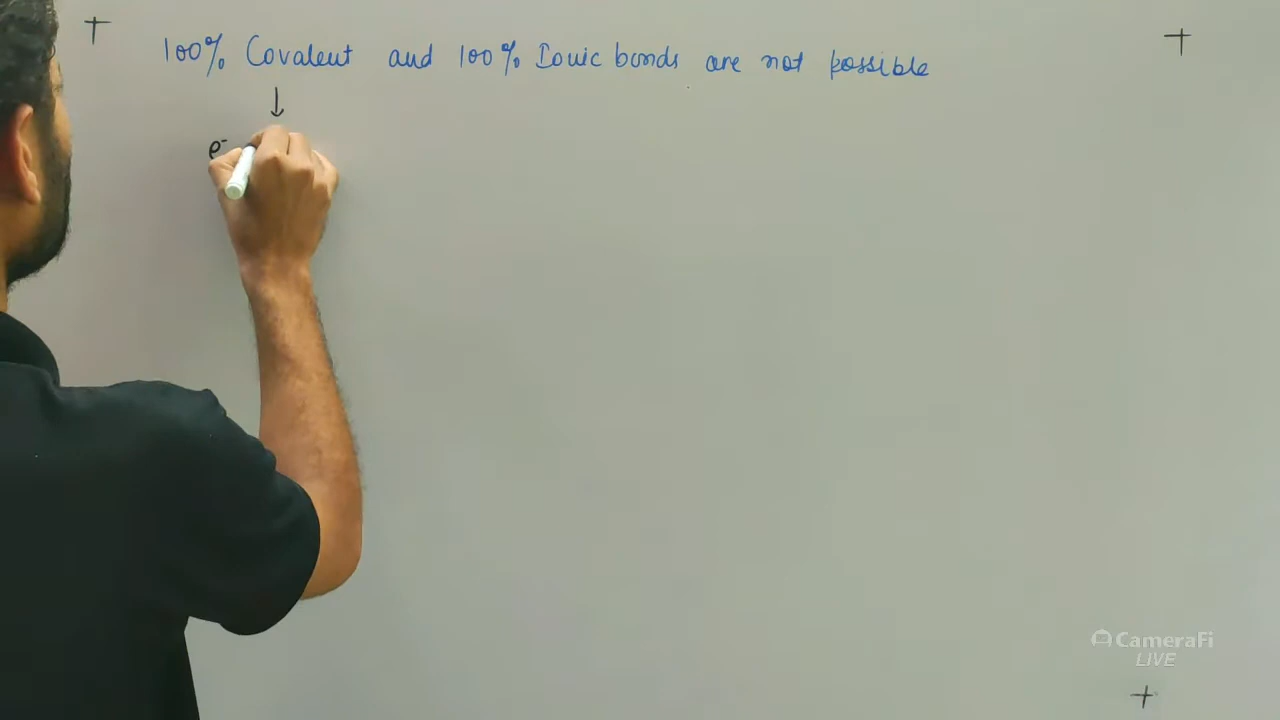 100% Covalent and 100% Ionic bonds are not possible
↓
e⁻
CameraFi
LIVE